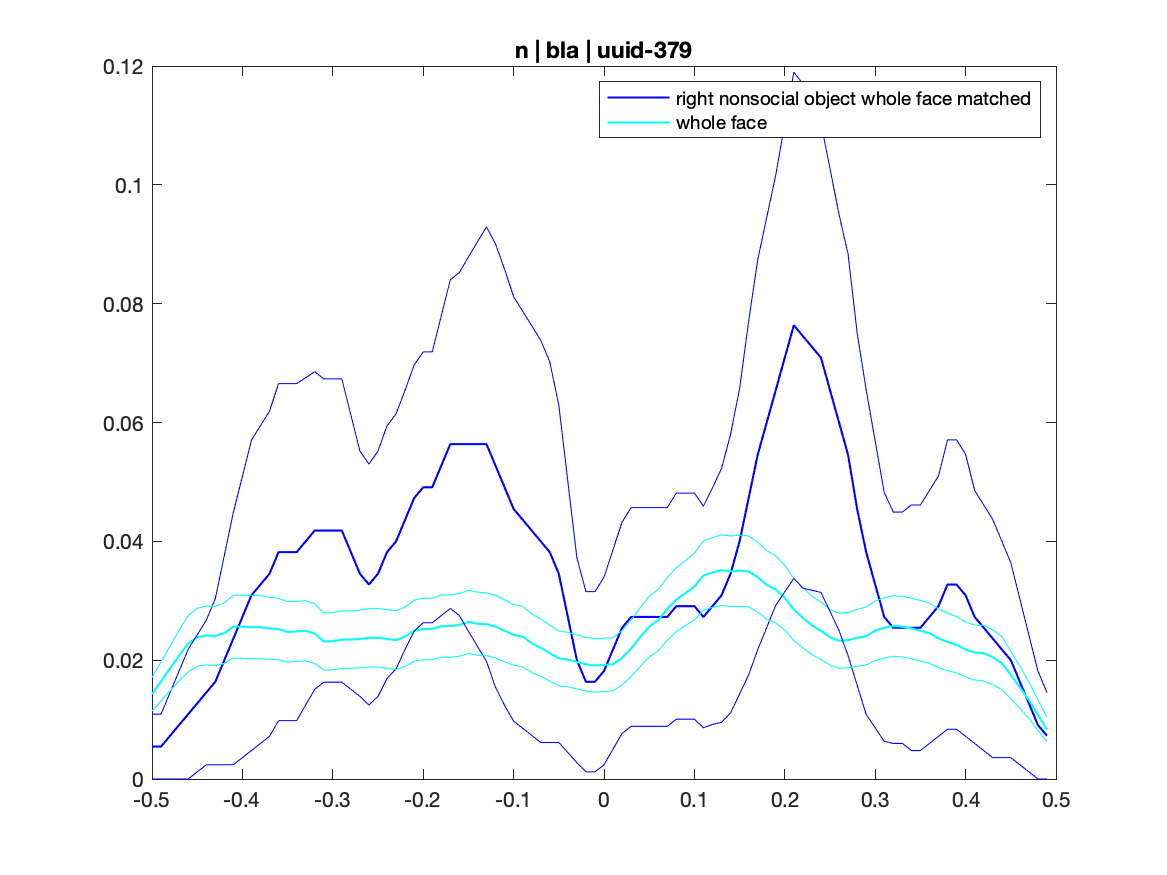 n | bla | uuid-379
right nonsocial object whole face matched
whole face
0.12
0.1
0.08
0.06
0.04
0.02
0
-0.5 -0.4 -0.3 -0.2 -0.1 0 0.1 0.2 0.3 0.4 0.5